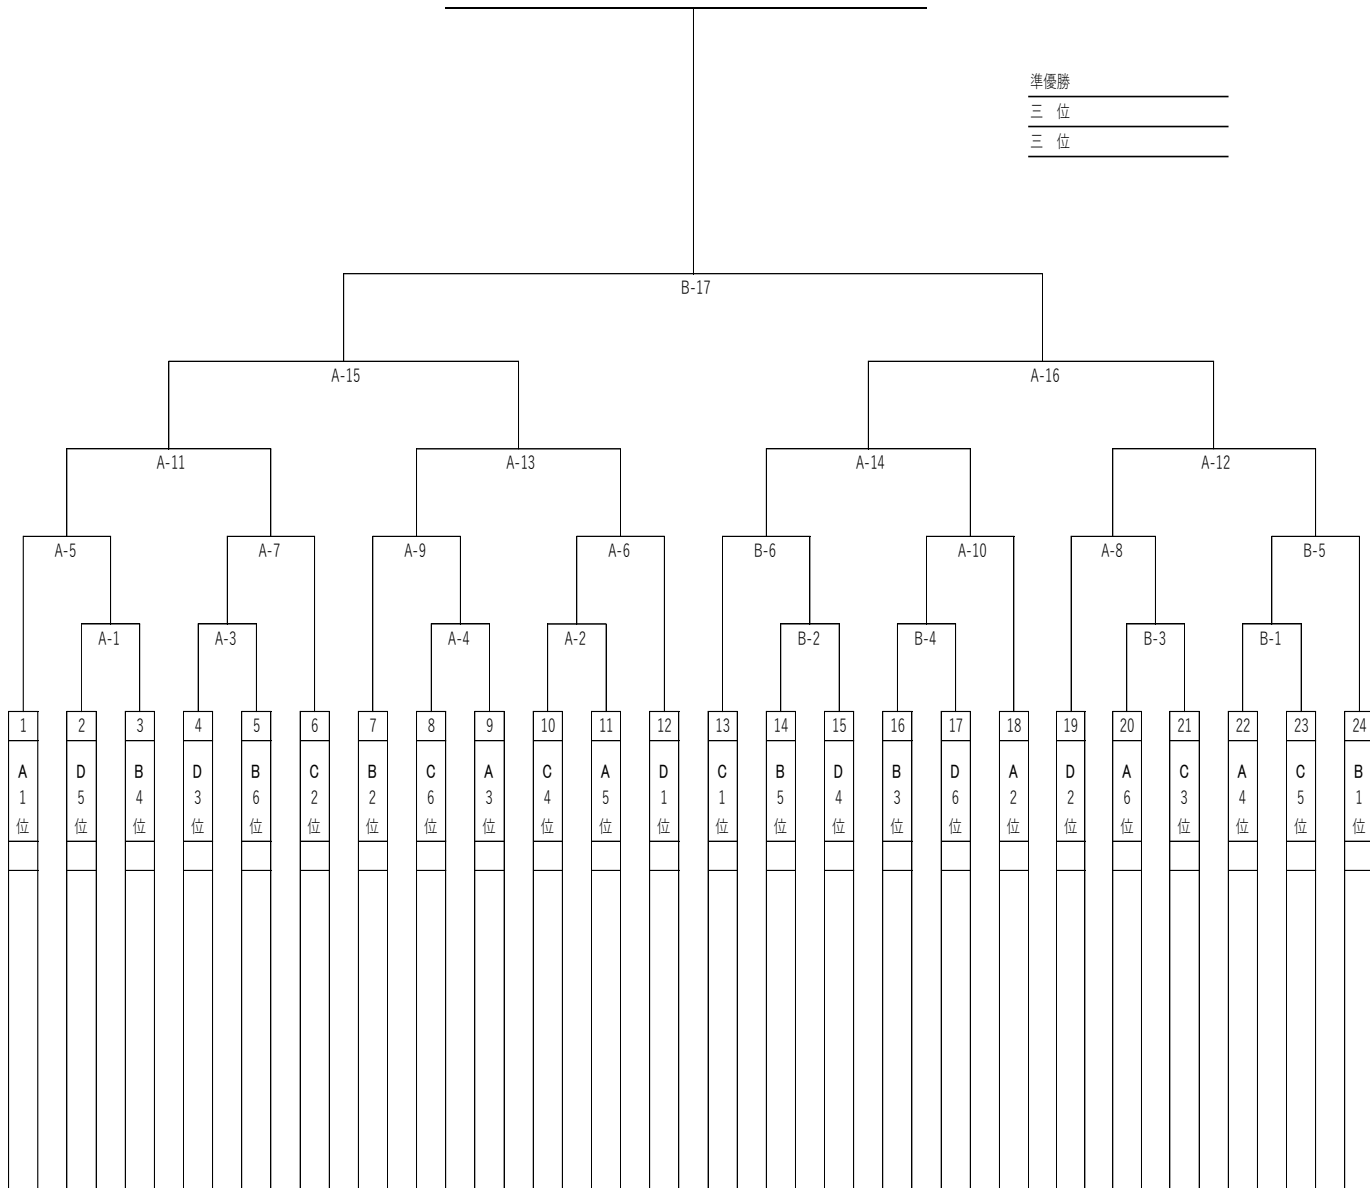 準優勝
三 位
三 位
B-17
A-15 A-16
A-11 A-13 A-14 A-12
A-5 A-7 A-9 A-6 B-6 A-10 A-8 B-5
A-1 A-3 A-4 A-2 B-2 B-4 B-3 B-1
1 2 3 4 5 6 7 8 9 10 11 12 13 14 15 16 17 18 19 20 21 22 23 24
A D B D B C B C A C A D C B D B D A D A C A C B
1 5 4 3 6 2 2 6 3 4 5 1 1 5 4 3 6 2 2 6 3 4 5 1
位 位 位 位 位 位 位 位 位 位 位 位 位 位 位 位 位 位 位 位 位 位 位 位